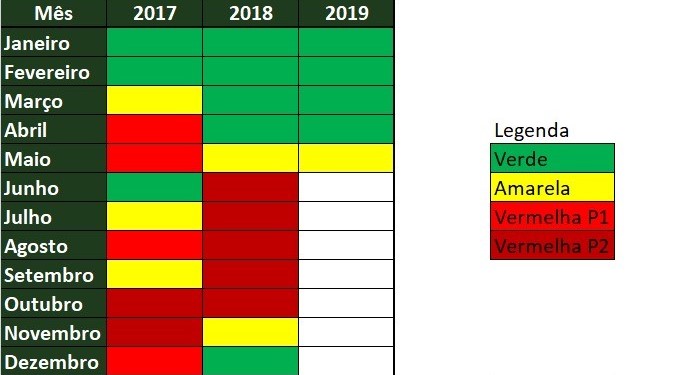 Mês 2017 2018 2019
Janeiro
Fevereiro
Março
Abril
Maio
Junho
Julho
Agosto
Setembro
Outubro
Novembro
Dezembro
Legenda
Verde
Amarela
Vermelha P1
Vermelha P2